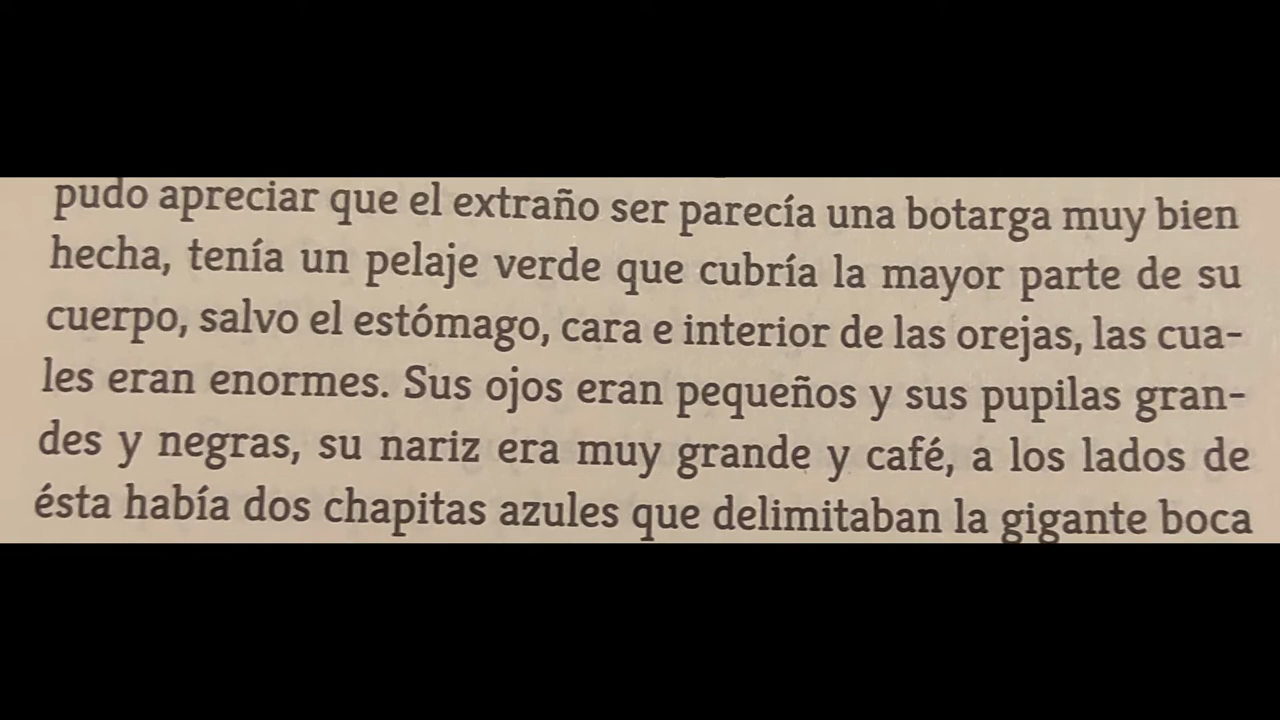 pudo apreciar que el extraño ser parecía una botarga muy bien
hecha, tenía un pelaje verde que cubría la mayor parte de su
cuerpo, salvo el estómago, cara e interior de las orejas, las cua-
les eran enormes. Sus ojos eran pequeños y sus pupilas gran-
des y negras, su nariz era muy grande y café, a los lados de
ésta había dos chapitas azules que delimitaban la gigante boca